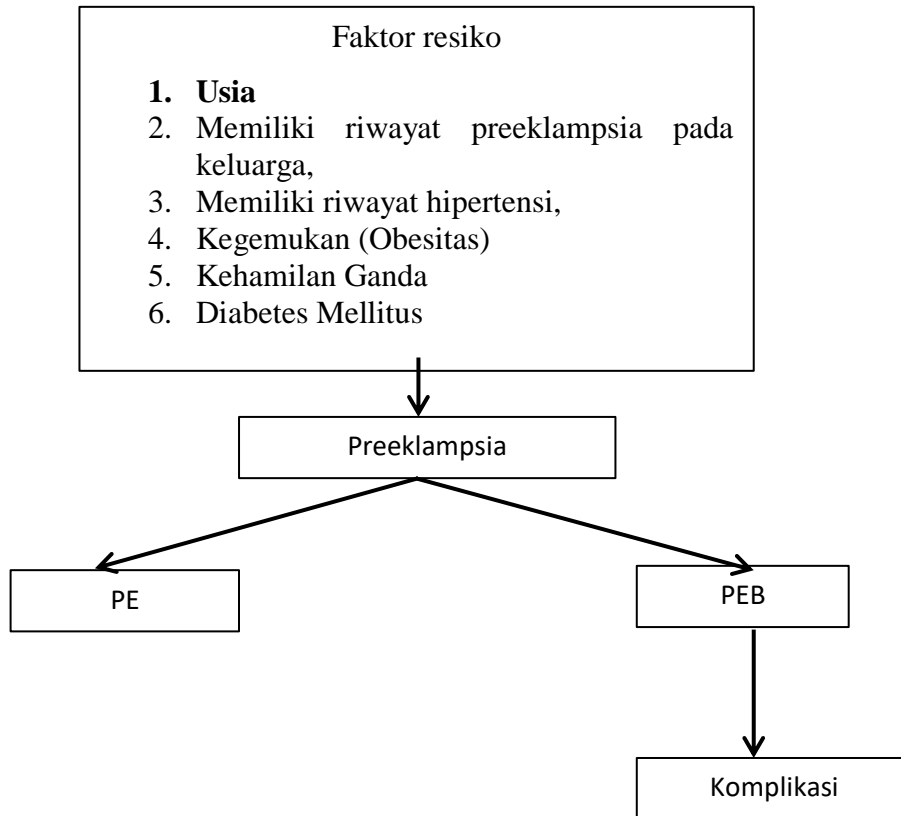 Faktor resiko
1. Usia
2. Memiliki riwayat preeklampsia pada
keluarga,
3. Memiliki riwayat hipertensi,
4. Kegemukan (Obesitas)
5. Kehamilan Ganda
6. Diabetes Mellitus
Preeklampsia
PE
PEB
Komplikasi